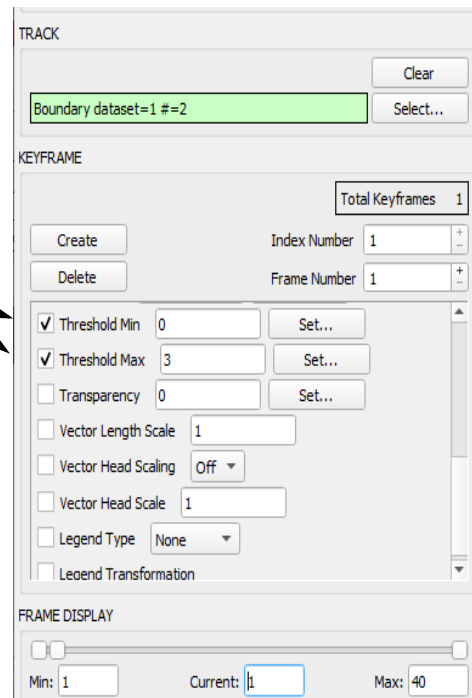 TRACK
Clear
Boundary dataset=1 #=2 Select...
KEYFRAME
Total Keyframes 1
Create Index Number 1
Delete Frame Number 1
Threshold Min 0 Set...
Threshold Max 3 Set...
Transparency 0 Set...
Vector Length Scale 1
Vector Head Scaling Off
Vector Head Scale 1
Legend Type None
Legend Transformation
FRAME DISPLAY
Min: 1 Current: 1 Max: 40